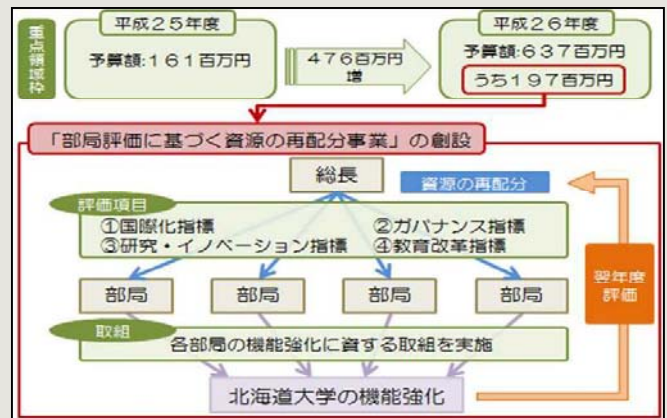 重点領域枠
平成25年度
予算額:161百万円
476百万円
増
平成26年度
予算額:637百万円
うち197百万円
「部局評価に基づく資源の再配分事業」の創設
総長
資源の再配分
評価項目
①国際化指標 ②ガバナンス指標
③研究・イノベーション指標 ④教育改革指標
部局 部局 部局 部局
翌年度
評価
取組
各部局の機能強化に資する取組を実施
北海道大学の機能強化